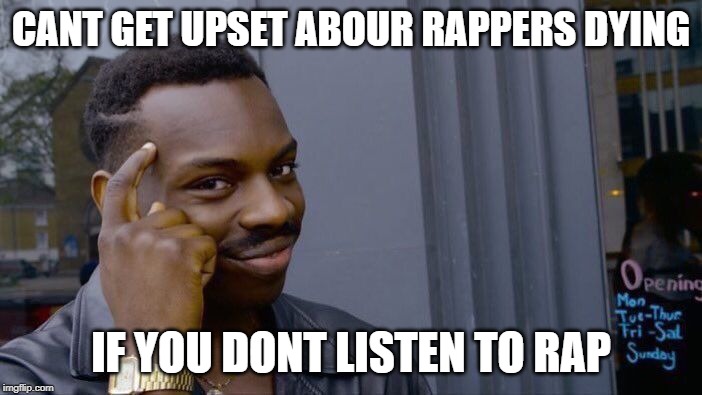 CANT GET UPSET ABOUR RAPPERS DYING
Opening
Mon
Tue-Thur
Fri-Sat
Sunday
IF YOU DONT LISTEN TO RAP
imgflip.com